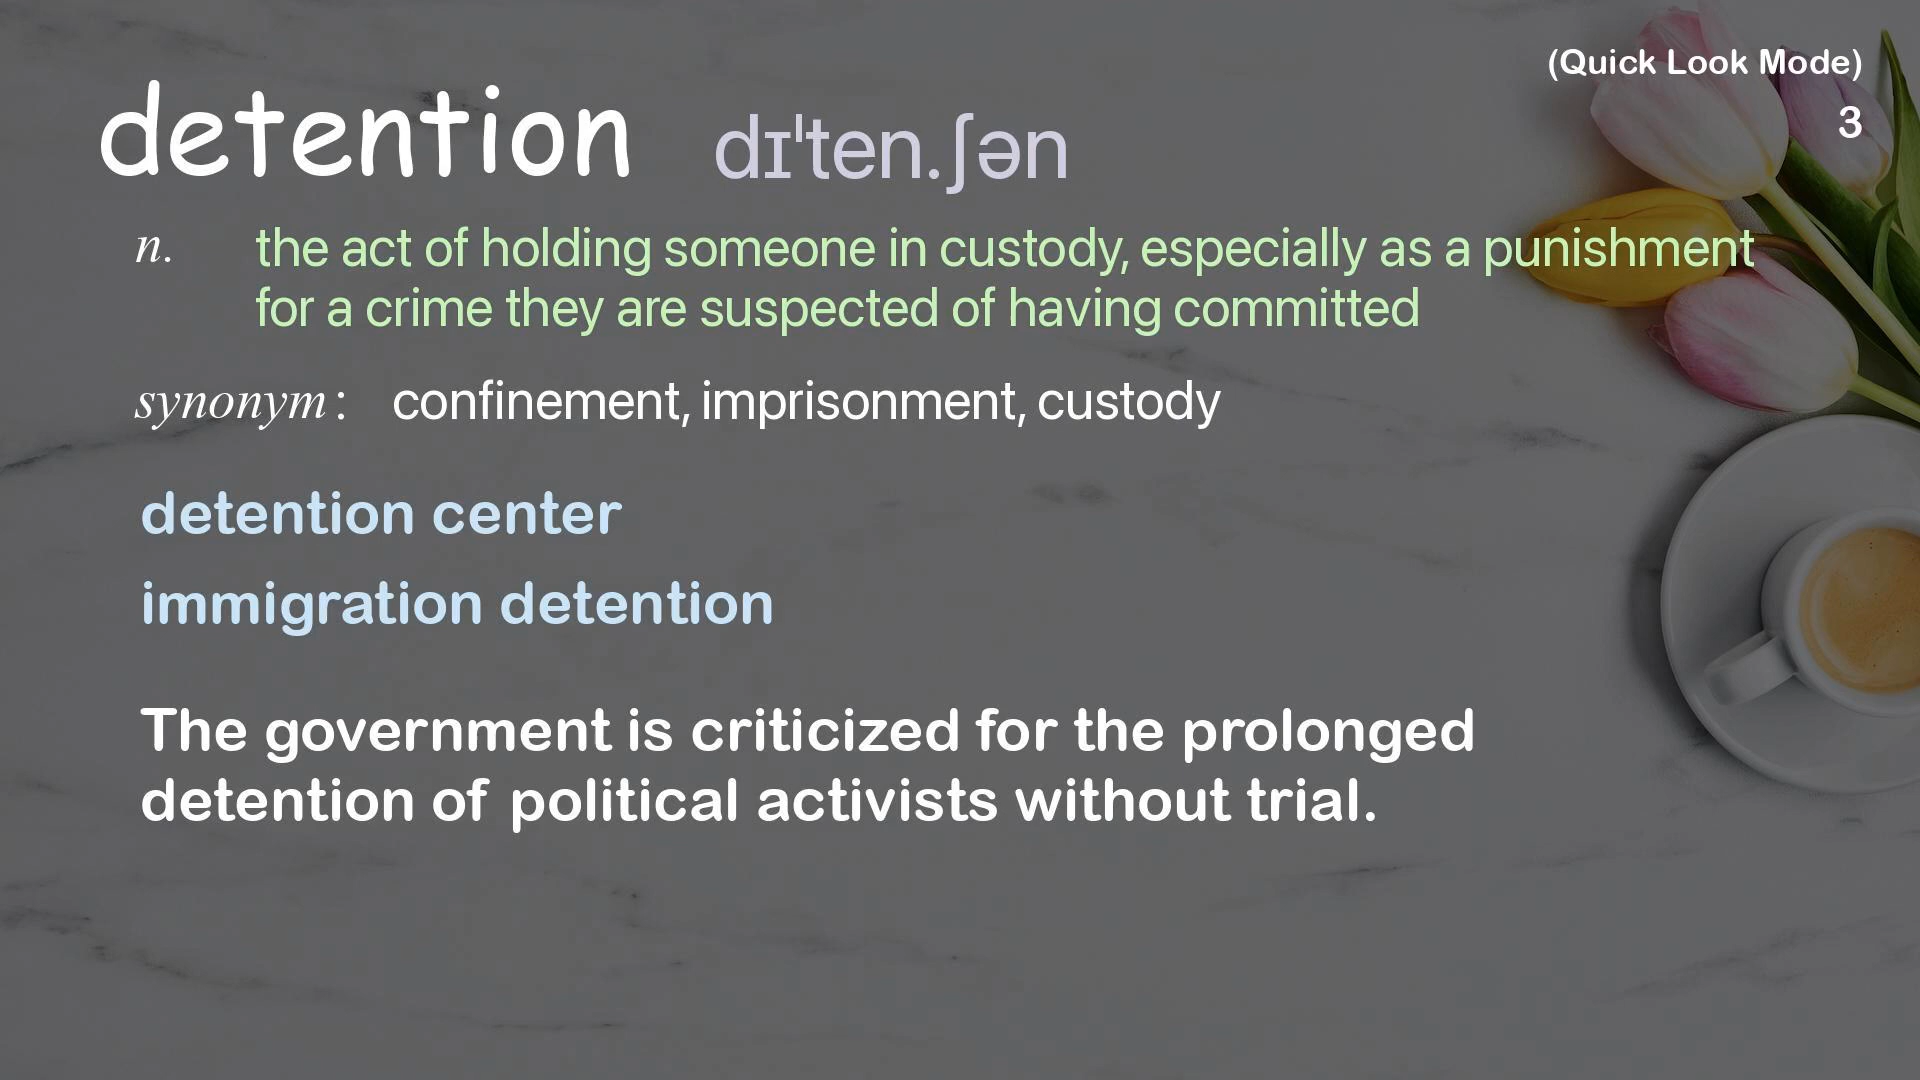 (Quick Look Mode)
3
detention dɪˈten.ʃən
n. the act of holding someone in custody, especially as a punishment
for a crime they are suspected of having committed
synonym: confinement, imprisonment, custody
detention center
immigration detention
The government is criticized for the prolonged
detention of political activists without trial.